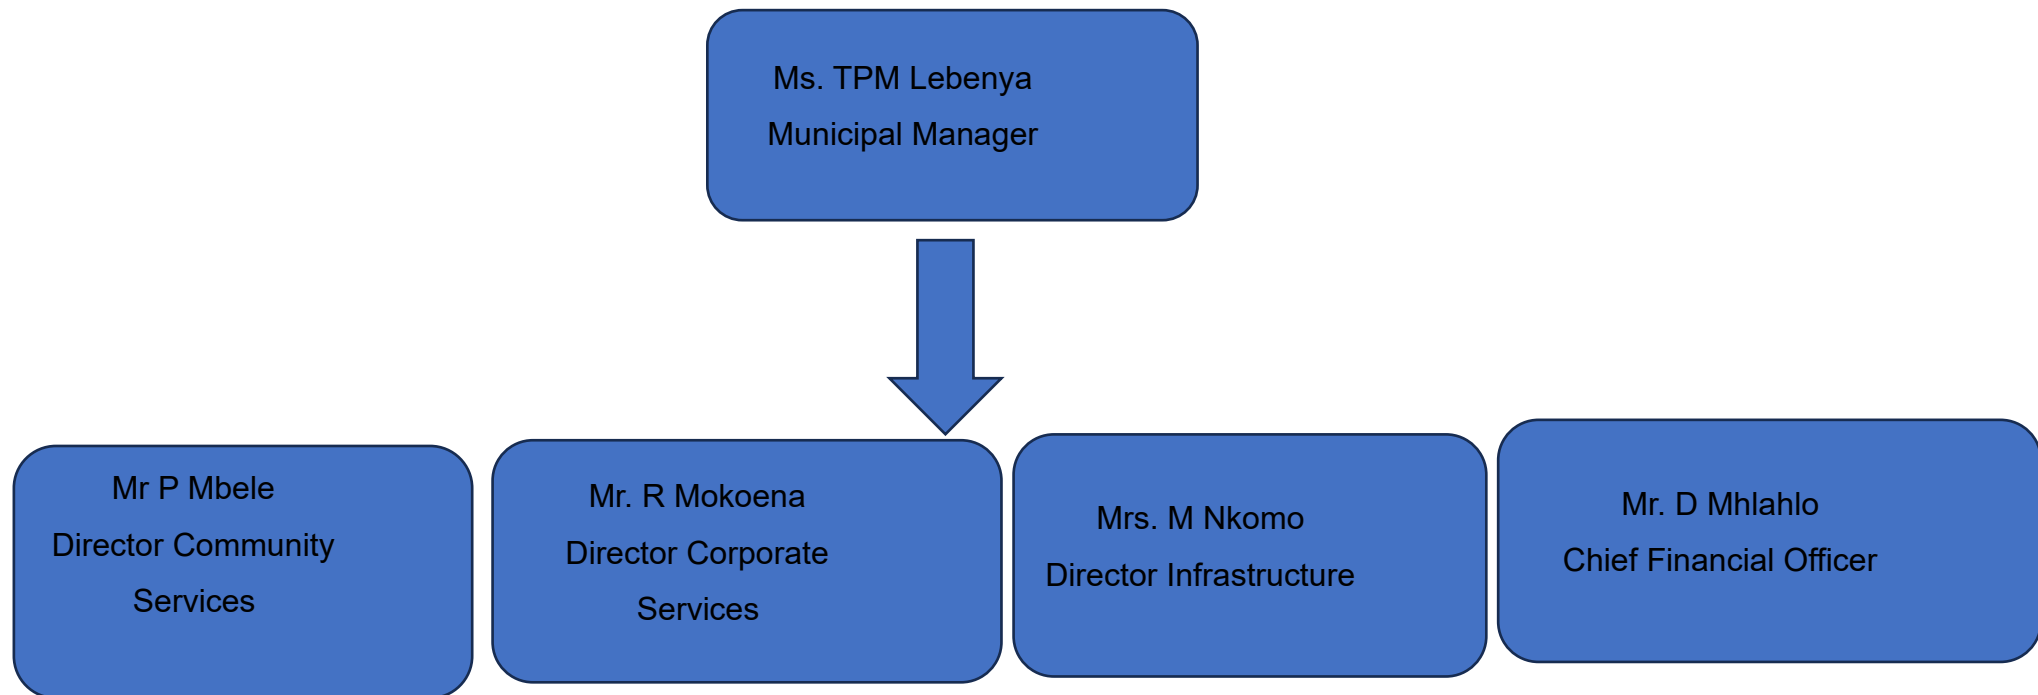 Ms. TPM Lebenya
Municipal Manager
Mr P Mbele
Director Community
Services
Mr. R Mokoena
Director Corporate
Services
Mrs. M Nkomo
Director Infrastructure
Mr. D Mhlahlo
Chief Financial Officer